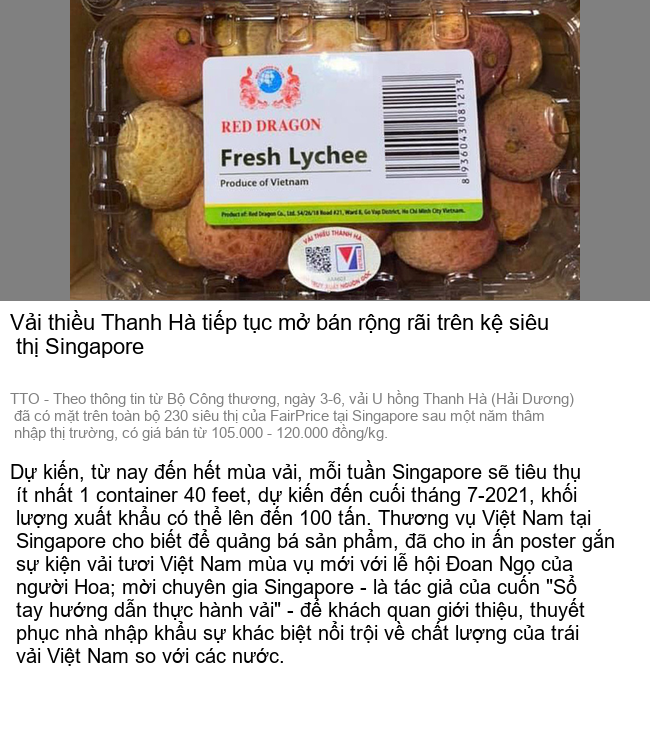 RED DRAGON
Fresh Lychee
Produce of Vietnam
8 936043 081213
Product of: Red Dragon Co., Ltd. 54/26/18 Road #21, Ward 8, Go Vap District, Ho Chi Minh City Vietnam.
VẢI THIỀU THANH HÀ
TRUY XUẤT NGUỒN GỐC
Vải thiều Thanh Hà tiếp tục mở bán rộng rãi trên kệ siêu
thị Singapore
TTO - Theo thông tin từ Bộ Công thương, ngày 3-6, vải U hồng Thanh Hà (Hải Dương)
đã có mặt trên toàn bộ 230 siêu thị của FairPrice tại Singapore sau một năm thâm
nhập thị trường, có giá bán từ 105.000 - 120.000 đồng/kg.
Dự kiến, từ nay đến hết mùa vải, mỗi tuần Singapore sẽ tiêu thụ
ít nhất 1 container 40 feet, dự kiến đến cuối tháng 7-2021, khối
lượng xuất khẩu có thể lên đến 100 tấn. Thương vụ Việt Nam tại
Singapore cho biết để quảng bá sản phẩm, đã cho in ấn poster gắn
sự kiện vải tươi Việt Nam mùa vụ mới với lễ hội Đoan Ngọ của
người Hoa; mời chuyên gia Singapore - là tác giả của cuốn "Sổ
tay hướng dẫn thực hành vải" - để khách quan giới thiệu, thuyết
phục nhà nhập khẩu sự khác biệt nổi trội về chất lượng của trái
vải Việt Nam so với các nước.